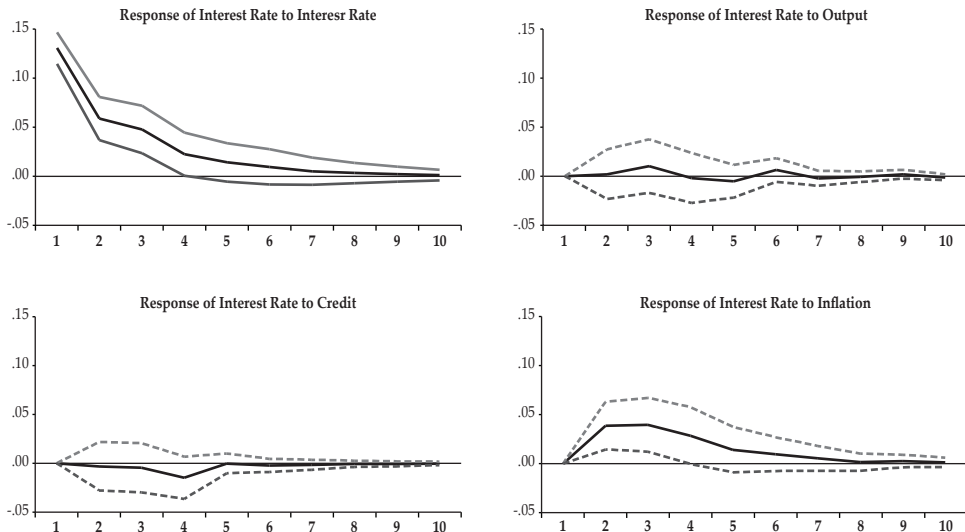 Response of Interest Rate to Interesr Rate
.15
.10
.05
.00
-.05
1 2 3 4 5 6 7 8 9 10
Response of Interest Rate to Output
.15
.10
.05
.00
-.05
1 2 3 4 5 6 7 8 9 10
Response of Interest Rate to Credit
.15
.10
.05
.00
-.05
1 2 3 4 5 6 7 8 9 10
Response of Interest Rate to Inflation
.15
.10
.05
.00
-.05
1 2 3 4 5 6 7 8 9 10